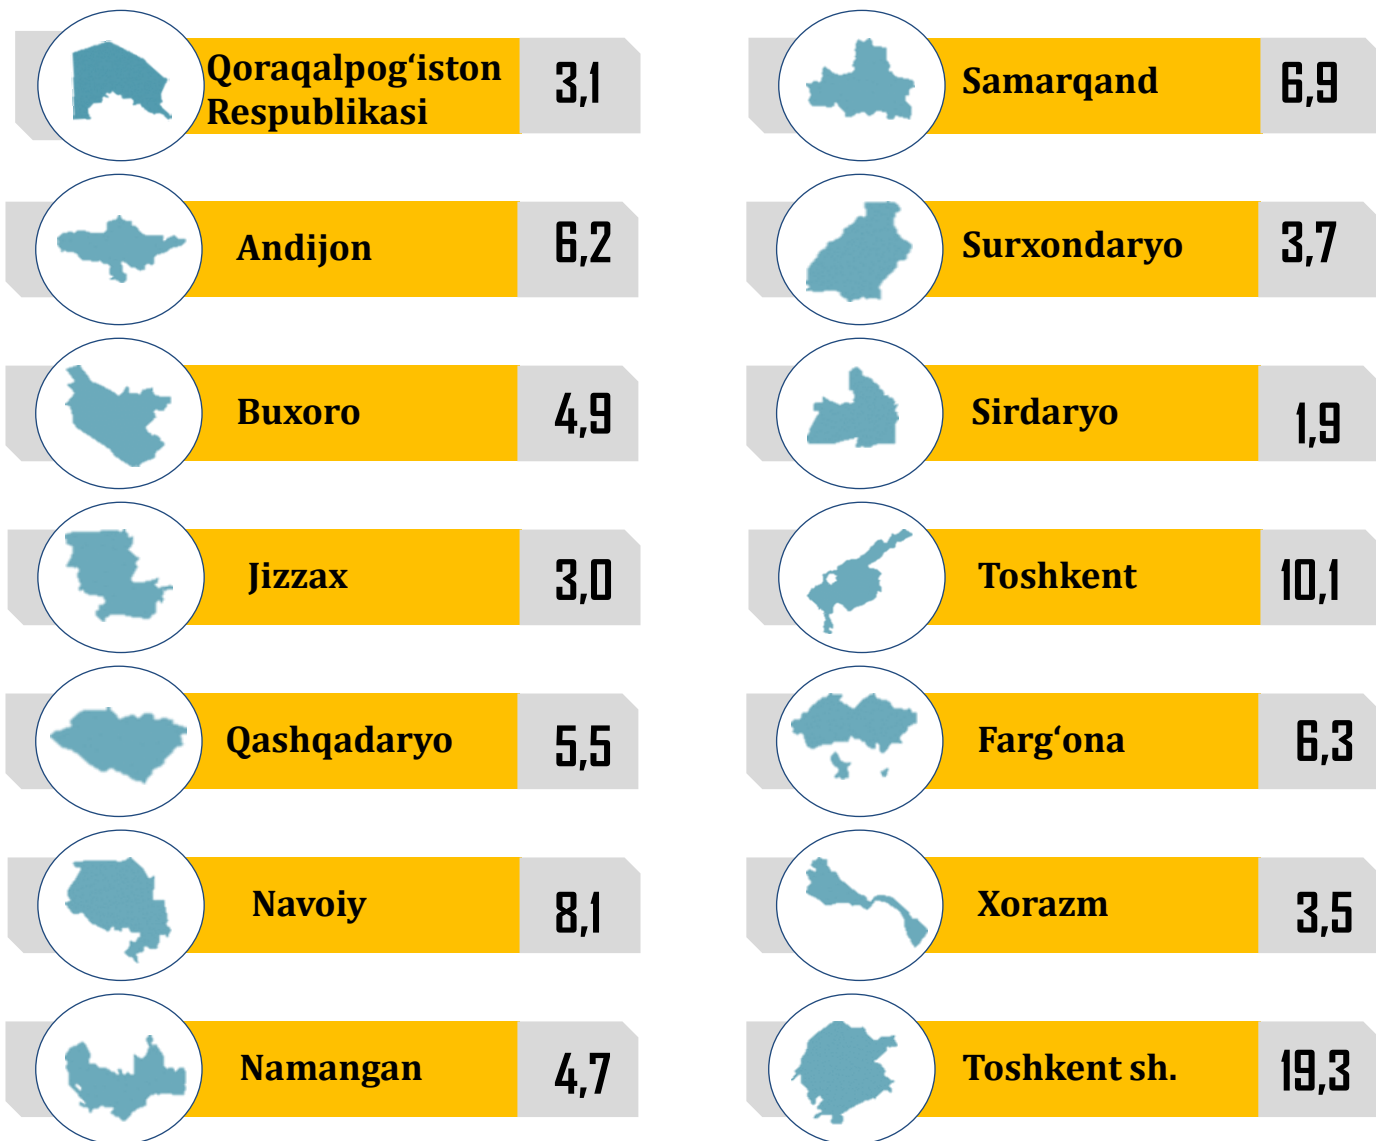 Qoraqalpog‘iston
Respublikasi
3,1
Andijon
6,2
Buxoro
4,9
Jizzax
3,0
Qashqadaryo
5,5
Navoiy
8,1
Namangan
4,7
Samarqand
6,9
Surxondaryo
3,7
Sirdaryo
1,9
Toshkent
10,1
Farg‘ona
6,3
Xorazm
3,5
Toshkent sh.
19,3